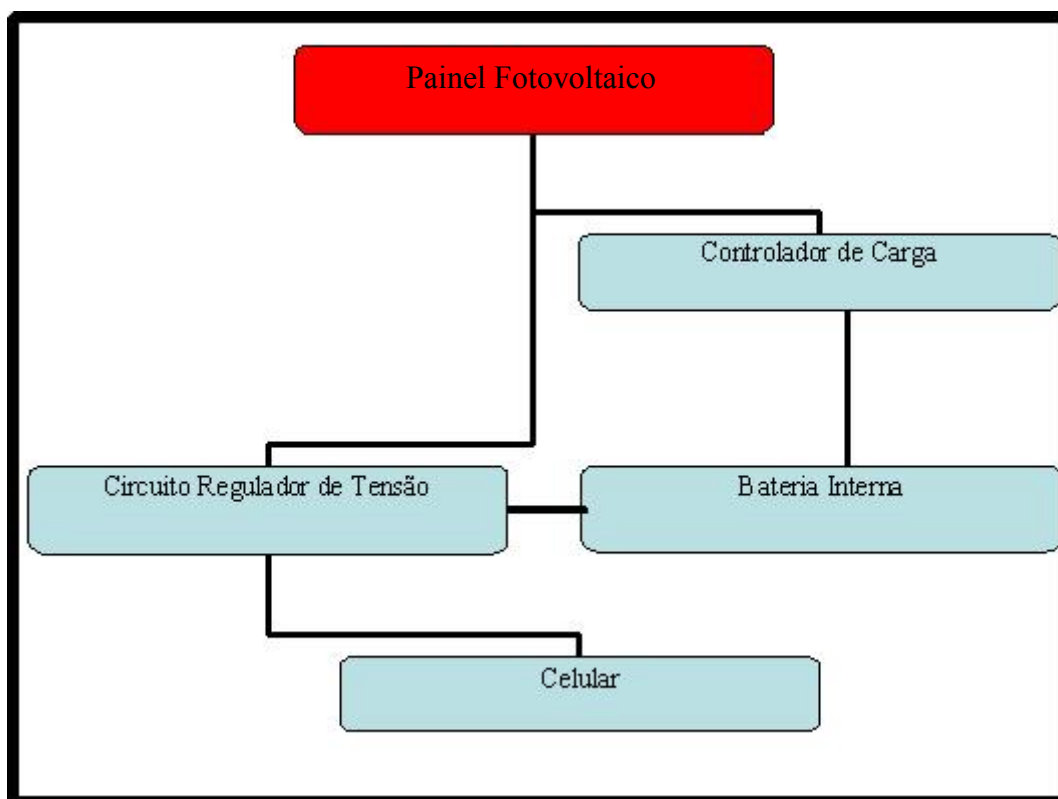 Painel Fotovoltaico
Controlador de Carga
Circuito Regulador de Tensão
Bateria Interna
Celular